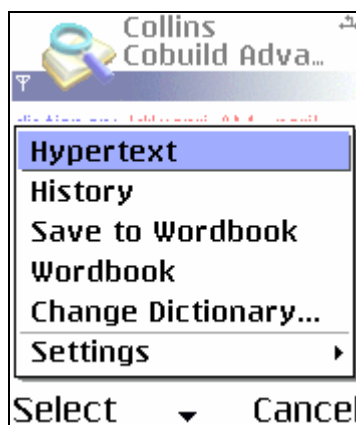 Collins
Cobuild Adva...
Hypertext
History
Save to Wordbook
Wordbook
Change Dictionary...
Settings
Select Cancel